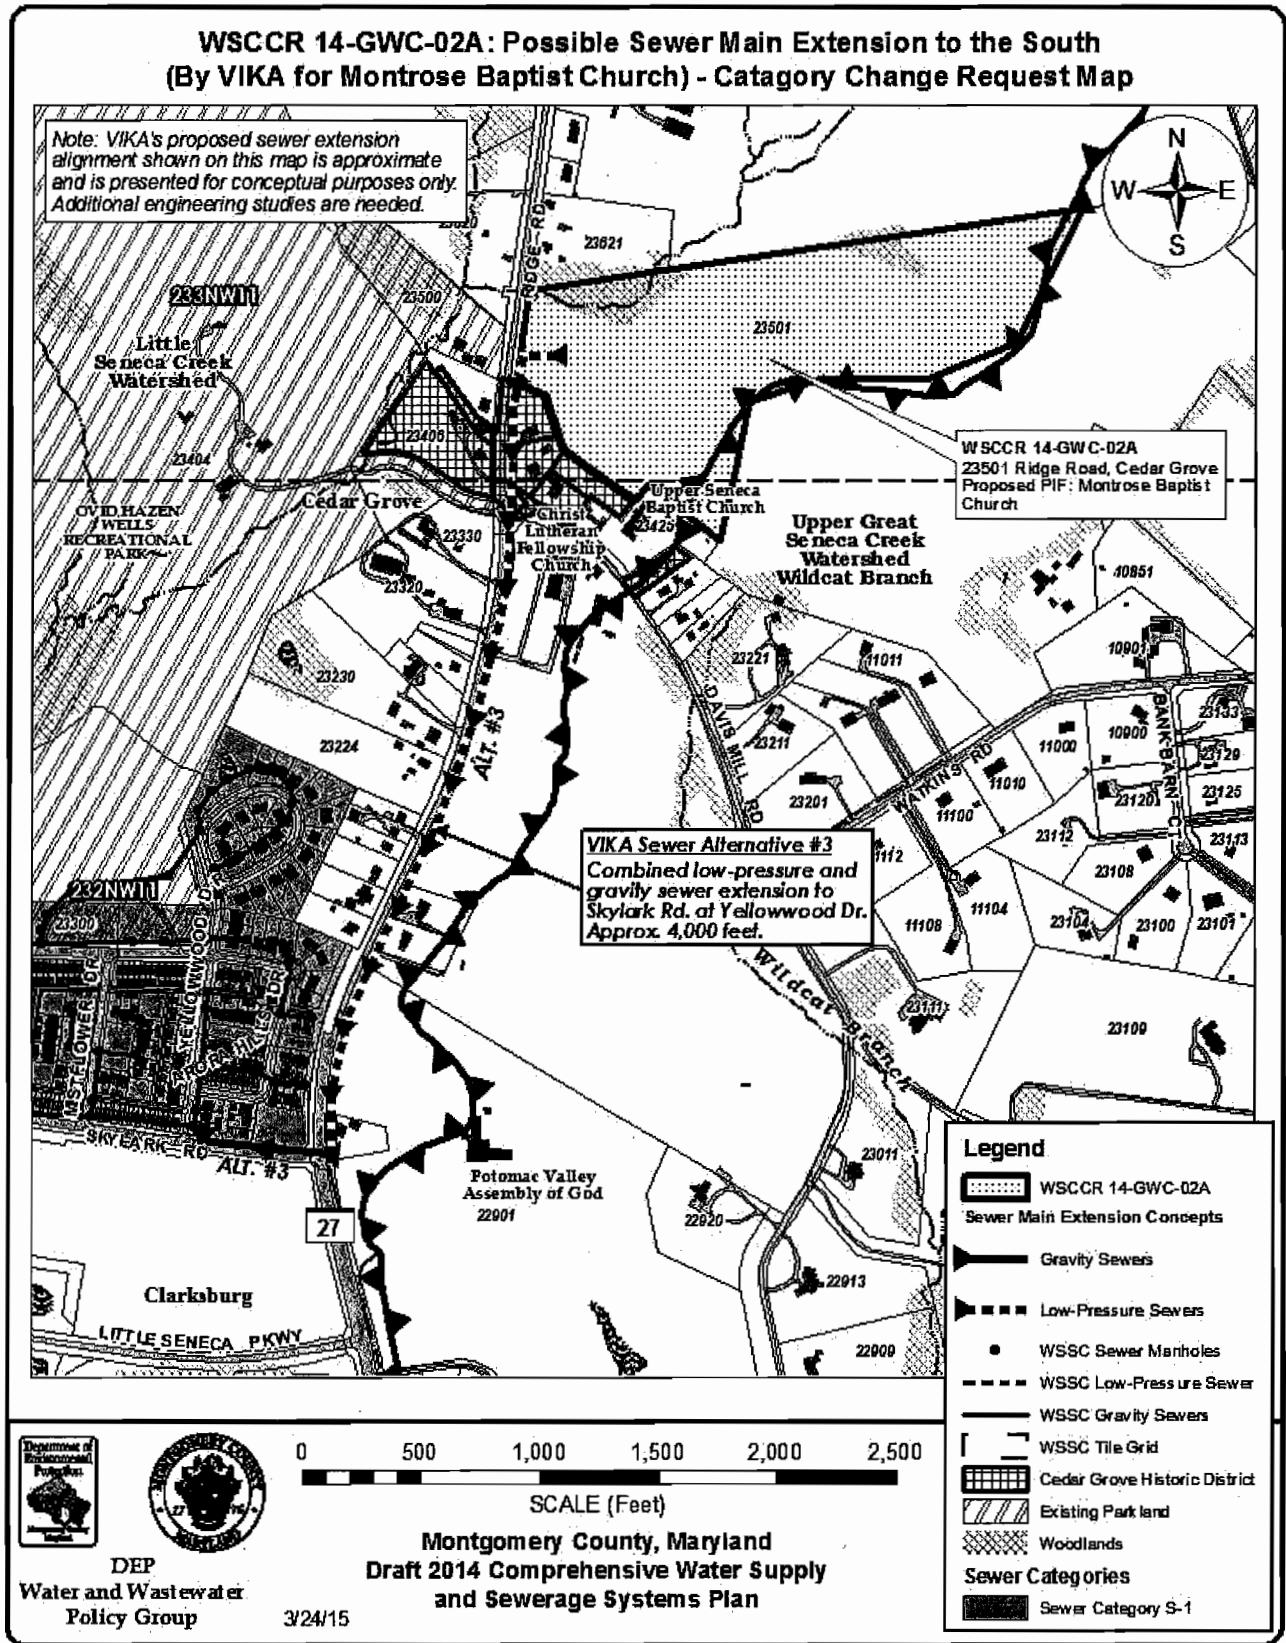 WSCCR 14-GWC-02A: Possible Sewer Main Extension to the South
(By VIKA for Montrose Baptist Church) - Catagory Change Request Map
Note: VIKA's proposed sewer extension
alignment shown on this map is approximate
and is presented for conceptual purposes only.
Additional engineering studies are needed.
N
W
E
S
RIDGE RD
23621
233NW11
23500
Little
Seneca Creek
Watershed
23501
23406
23404
WSCCR 14-GWC-02A
23501 Ridge Road, Cedar Grove
Proposed PIF: Montrose Baptist
Church
Cedar Grove
OVID HAZEN
WELLS
RECREATIONAL
PARK
Upper Seneca
Baptist Church
23425
Christ
Lutheran
Fellowship
Church
Upper Great
Seneca Creek
Watershed
Wildcat Branch
23330
23320
10851
10901
23221
11011
23230
DAVIS MILL RD
ALT. #3
23224
23211
BANK BARN CT
23133
11000
10900
23129
WATKINS RD
11010
23201
23120
23125
11100
23112
23113
VIKA Sewer Alternative #3
Combined low-pressure and
gravity sewer extension to
Skylark Rd. at Yellowwood Dr.
Approx. 4,000 feet.
23108
232NW11
23300
11104
11108
23104
23100
23101
YELLOWWOOD DR
Wildcat Branch
23111
23109
SKYLARK RD
ALT. #3
Potomac Valley
Assembly of God
22901
23011
22920
27
22913
Clarksburg
LITTLE SENECA PKWY
22909
Legend
WSCCR 14-GWC-02A
Sewer Main Extension Concepts
Gravity Sewers
Low-Pressure Sewers
WSSC Sewer Manholes
WSSC Low-Pressure Sewer
WSSC Gravity Sewers
WSSC Tile Grid
Cedar Grove Historic District
Existing Parkland
Woodlands
Sewer Categories
Sewer Category S-1
Department of
Environmental
Protection
MONTGOMERY COUNTY
MARYLAND
0 500 1,000 1,500 2,000 2,500
SCALE (Feet)
Montgomery County, Maryland
Draft 2014 Comprehensive Water Supply
and Sewerage Systems Plan
DEP
Water and Wastewater
Policy Group
3/24/15